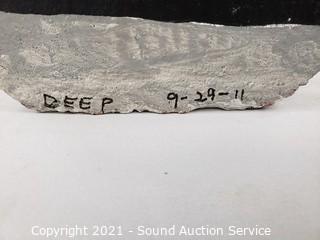 DEEP 9-29-11
Copyright 2021 - Sound Auction Service